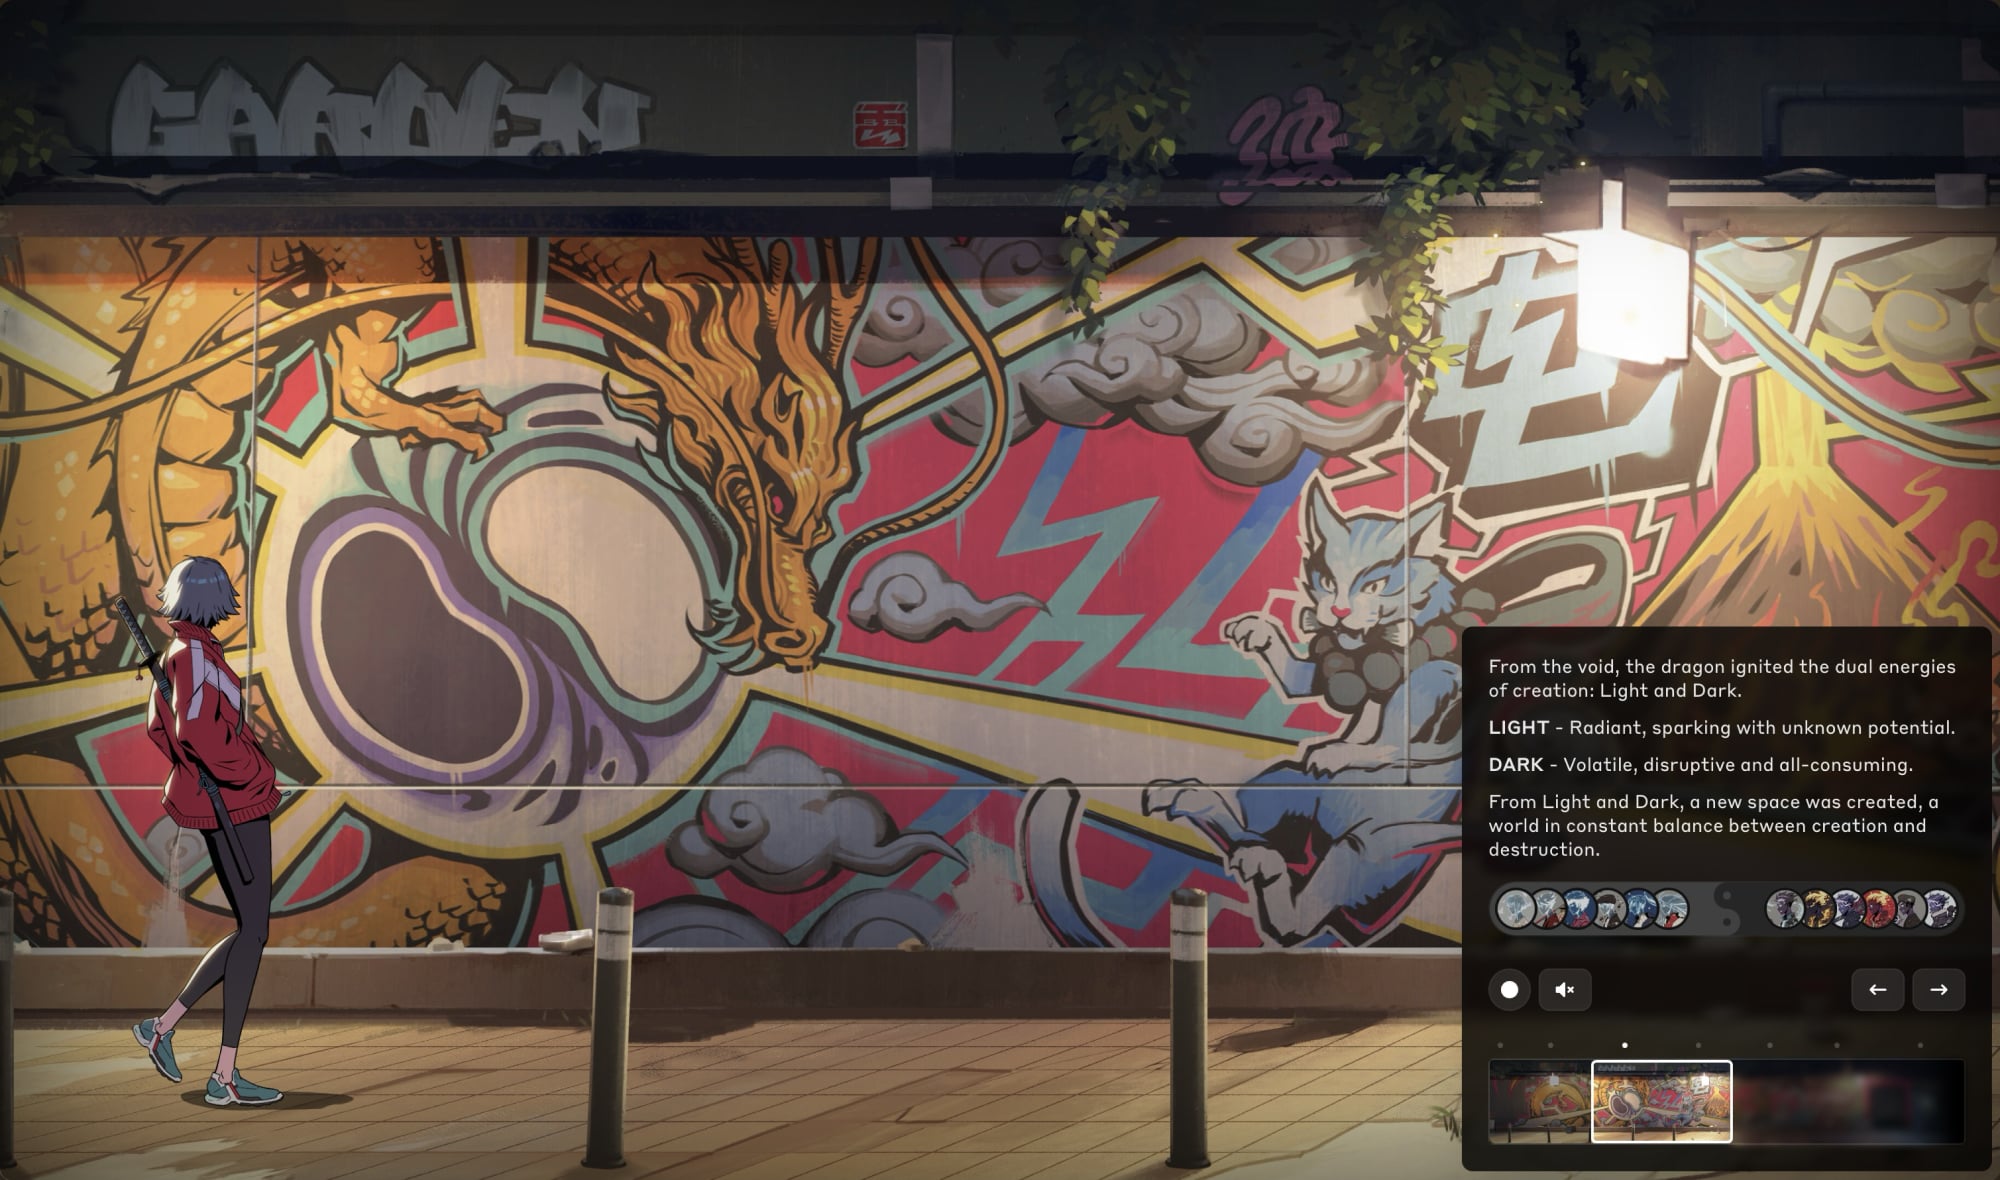 GARDEN
From the void, the dragon ignited the dual energies
of creation: Light and Dark.
LIGHT - Radiant, sparking with unknown potential.
DARK - Volatile, disruptive and all-consuming.
From Light and Dark, a new space was created, a
world in constant balance between creation and
destruction.